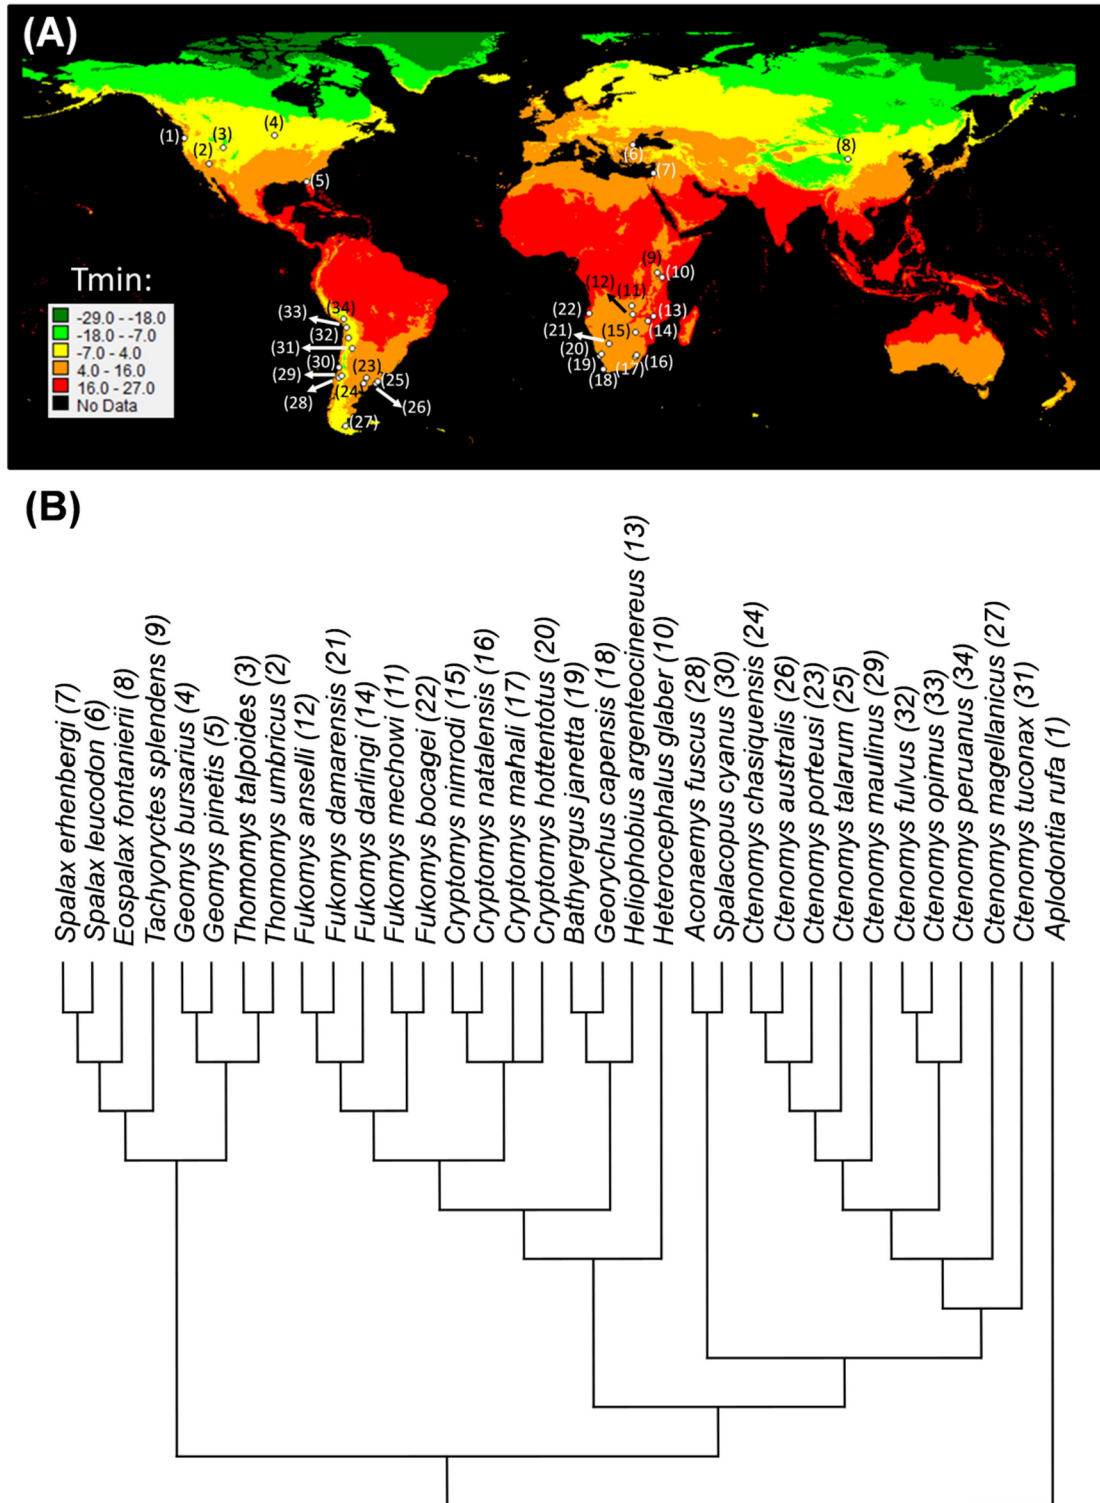 (A)
(1)
(2)
(3)
(4)
(5)
(6)
(7)
(8)
(9)
(10)
(11)
(12)
(13)
(14)
(15)
(16)
(17)
(18)
(19)
(20)
(21)
(22)
(23)
(24)
(25)
(26)
(27)
(28)
(29)
(30)
(31)
(32)
(33)
(34)
Tmin:
-29.0 - -18.0
-18.0 - -7.0
-7.0 - 4.0
4.0 - 16.0
16.0 - 27.0
No Data
(B)
Spalax erhenbergi (7)
Spalax leucodon (6)
Eospalax fontanierii (8)
Tachyoryctes splendens (9)
Geomys bursarius (4)
Geomys pinetis (5)
Thomomys talpoides (3)
Thomomys umbricus (2)
Fukomys anselli (12)
Fukomys damarensis (21)
Fukomys darlingi (14)
Fukomys mechowi (11)
Fukomys bocagei (22)
Cryptomys nimrodi (15)
Cryptomys natalensis (16)
Cryptomys mahali (17)
Cryptomys hottentotus (20)
Bathyergus janetta (19)
Georychus capensis (18)
Heliophobius argenteocinereus (13)
Heterocephalus glaber (10)
Aconaemys fuscus (28)
Spalacopus cyanus (30)
Ctenomys chasiquensis (24)
Ctenomys australis (26)
Ctenomys porteusi (23)
Ctenomys talarum (25)
Ctenomys maulinus (29)
Ctenomys fulvus (32)
Ctenomys opimus (33)
Ctenomys peruanus (34)
Ctenomys magellanicus (27)
Ctenomys tucconax (31)
Aplodontia rufa (1)